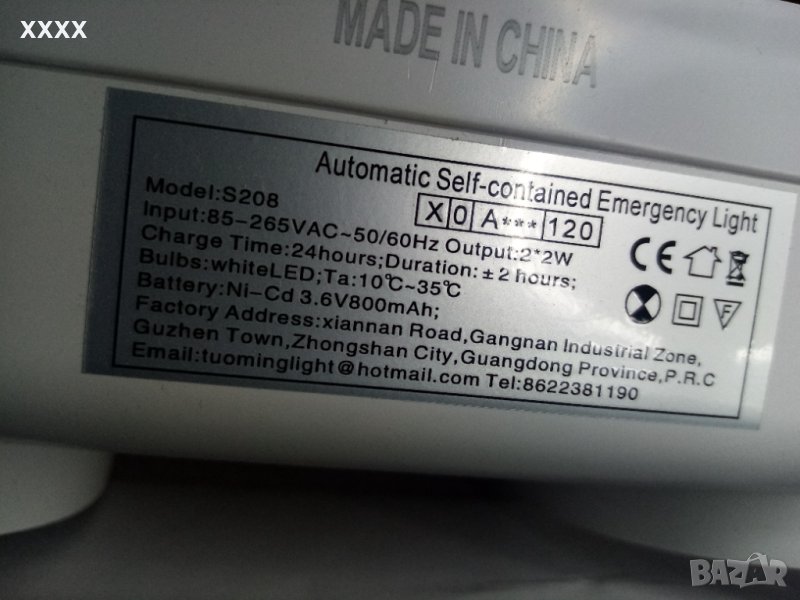 xxxx
MADE IN CHINA
Automatic Self-contained Emergency Light
X 0 A*** 120
Model:S208
Input:85-265VAC~50/60Hz Output:2*2W
Charge Time:24hours;Duration: ±2 hours;
Bulbs:whiteLED;Ta:10℃~35℃
Battery:Ni-Cd 3.6V800mAh;
Factory Address:xiannan Road,Gangnan Industrial Zone,
Guzhen Town,Zhongshan City,Guangdong Province,P.R.C
Email:tuominglight@hotmail.com Tel:8622381190
CE
F
BAZAR